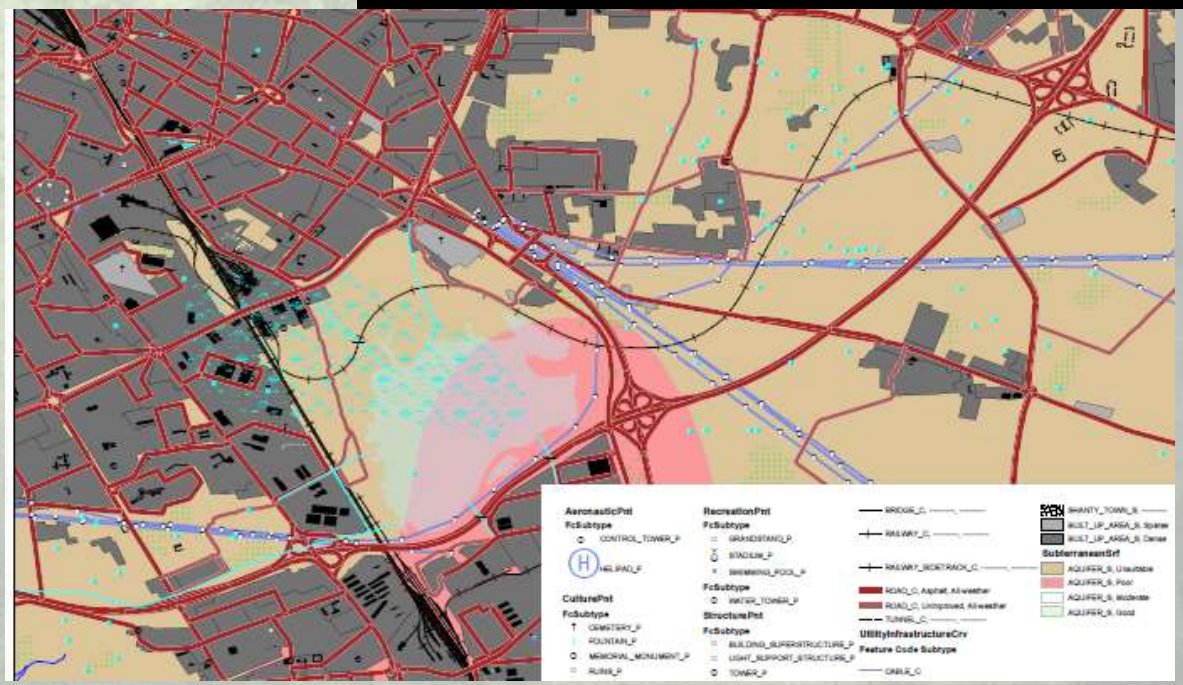 AeronauticPnt
FcSubtype
CONTROL_TOWER_P
H HELIPAD_P
CulturePnt
FcSubtype
CEMETERY_P
FOUNTAIN_P
MEMORIAL_MONUMENT_P
RUINS_P
RecreationPnt
FcSubtype
GRANDSTAND_P
STADIUM_P
SWIMMING_POOL_P
FcSubtype
WATER_TOWER_P
StructurePnt
FcSubtype
BUILDING_SUPERSTRUCTURE_P
LIGHT_SUPPORT_STRUCTURE_P
TOWER_P
BRIDGE_C,
RAILWAY_C,
RAILWAY_SIDETRACK_C
ROAD_C, Asphalt, All weather
ROAD_C, Unimproved, All weather
TUNNEL_C,
UtilityInfrastructureCrv
Feature Code Subtype
CABLE_C
SHANTY_TOWN_S
BUILT_UP_AREA_S, Sparse
BUILT_UP_AREA_S, Dense
SubterraneanSrf
AQUIFER_S, Unsuitable
AQUIFER_S, Poor
AQUIFER_S, Moderate
AQUIFER_S, Good